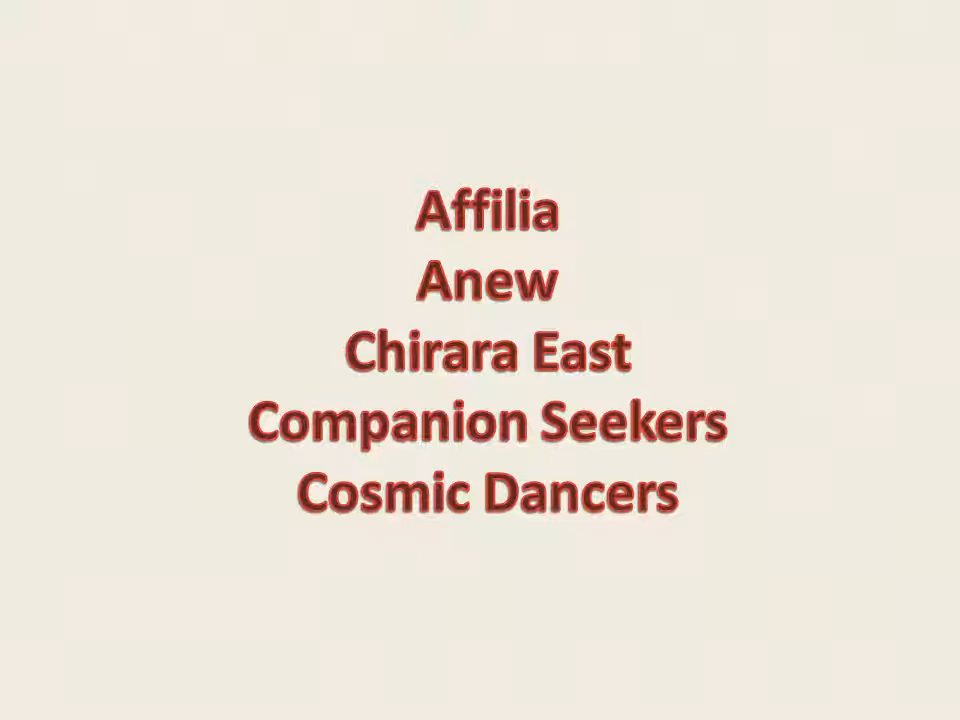 Affilia
Anew
Chirara East
Companion Seekers
Cosmic Dancers